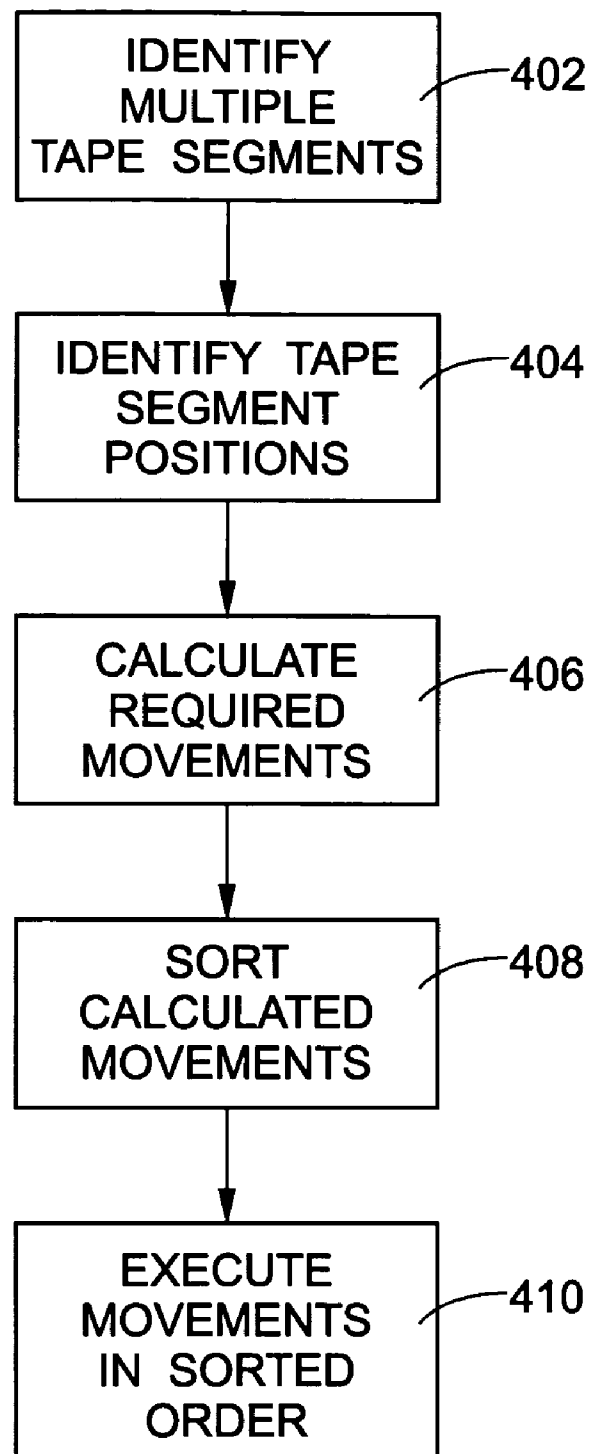 IDENTIFY
MULTIPLE
TAPE SEGMENTS
402
IDENTIFY TAPE
SEGMENT
POSITIONS
404
CALCULATE
REQUIRED
MOVEMENTS
406
SORT
CALCULATED
MOVEMENTS
408
EXECUTE
MOVEMENTS
IN SORTED
ORDER
410